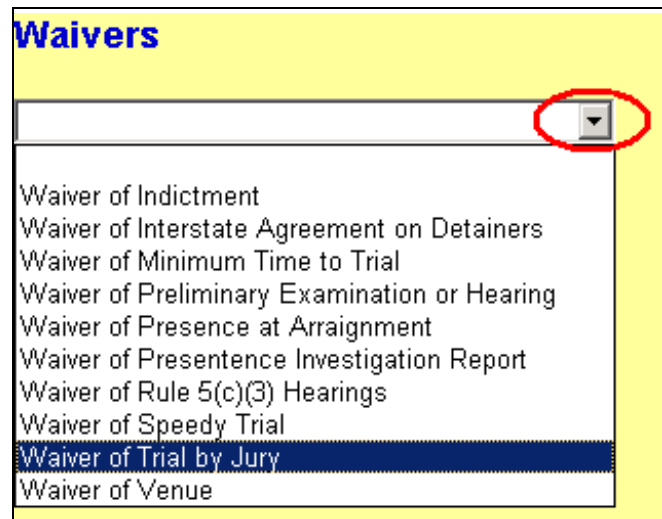 Waivers
Waiver of Indictment
Waiver of Interstate Agreement on Detainers
Waiver of Minimum Time to Trial
Waiver of Preliminary Examination or Hearing
Waiver of Presence at Arraignment
Waiver of Presentence Investigation Report
Waiver of Rule 5(c)(3) Hearings
Waiver of Speedy Trial
Waiver of Trial by Jury
Waiver of Venue